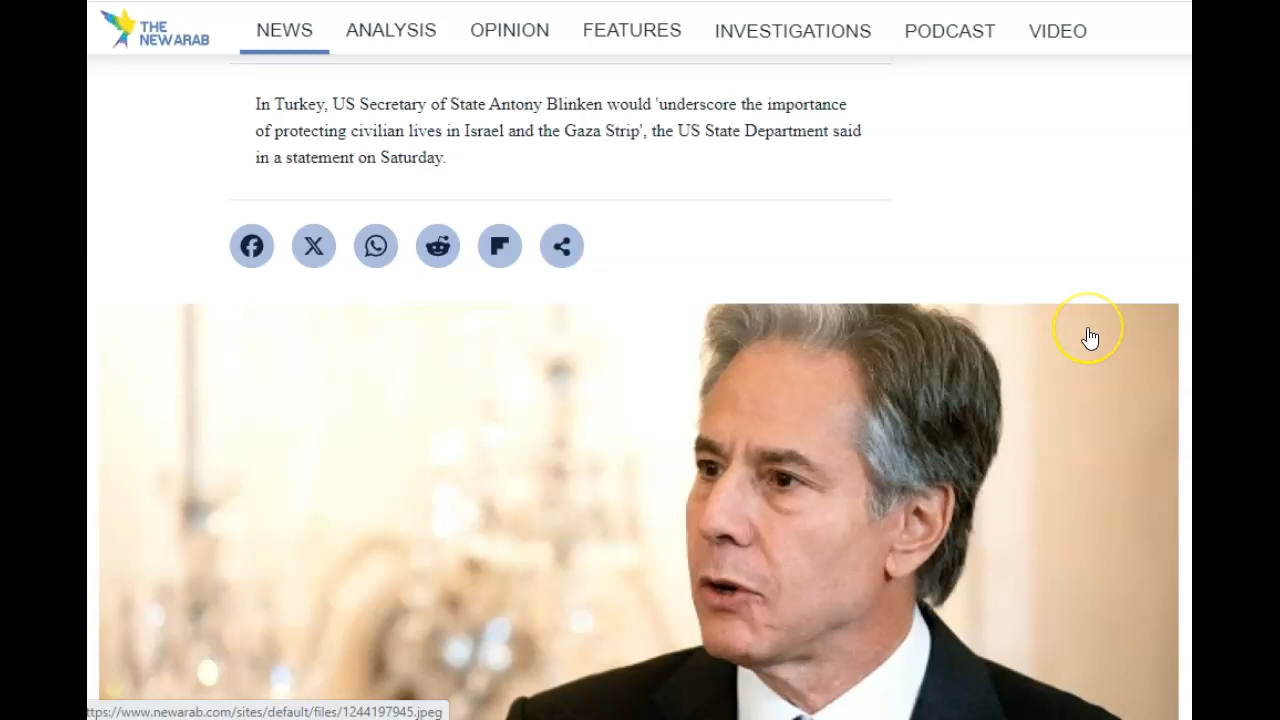 THE
NEW ARAB
NEWS ANALYSIS OPINION FEATURES INVESTIGATIONS PODCAST VIDEO
In Turkey, US Secretary of State Antony Blinken would 'underscore the importance
of protecting civilian lives in Israel and the Gaza Strip', the US State Department said
in a statement on Saturday.
ttps://www.newarab.com/sites/default/files/1244197945.jpeg